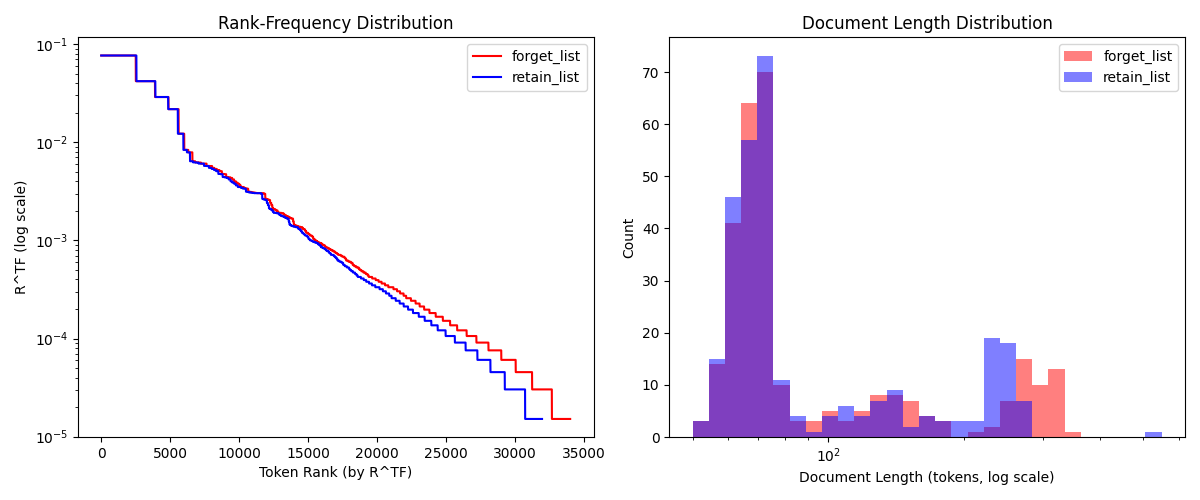 Rank-Frequency Distribution
R^TF (log scale)
10⁻¹
10⁻²
10⁻³
10⁻⁴
10⁻⁵
forget_list
retain_list
0 5000 10000 15000 20000 25000 30000 35000
Token Rank (by R^TF)
Document Length Distribution
Count
70
60
50
40
30
20
10
0
forget_list
retain_list
10²
Document Length (tokens, log scale)